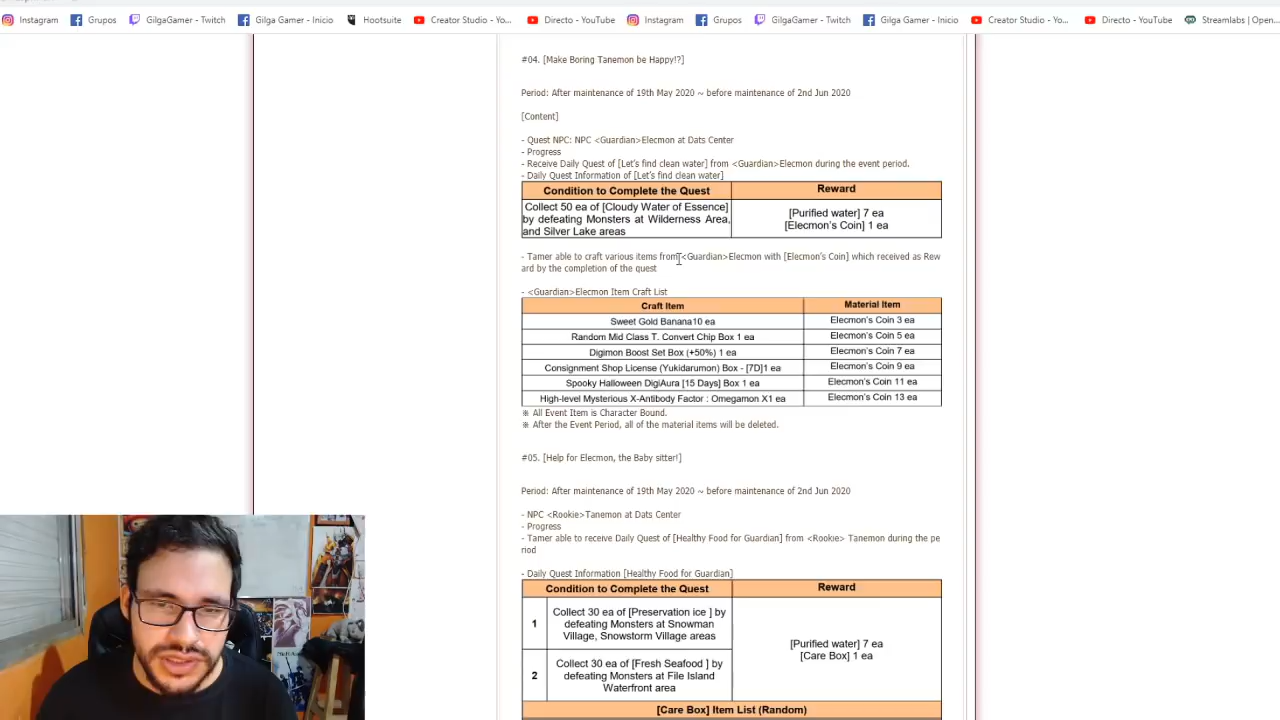 Instagram Grupos GilgaGamer - Twitch Gilga Gamer - Inicio Hootsuite Creator Studio - Yo... Directo - YouTube Instagram Grupos GilgaGamer - Twitch Gilga Gamer - Inicio Creator Studio - Yo... Directo - YouTube Streamlabs | Open...
#04. [Make Boring Tanemon be Happy!?]
Period: After maintenance of 19th May 2020 ~ before maintenance of 2nd Jun 2020
[Content]
- Quest NPC: NPC <Guardian>Elecmon at Dats Center
- Progress
- Receive Daily Quest of [Let's find clean water] from <Guardian>Elecmon during the event period.
- Daily Quest Information of [Let's find clean water]
Condition to Complete the Quest Reward
Collect 50 ea of [Cloudy Water of Essence]
by defeating Monsters at Wilderness Area,
and Silver Lake areas
[Purified water] 7 ea
[Elecmon's Coin] 1 ea
- Tamer able to craft various items from <Guardian>Elecmon with [Elecmon's Coin] which received as Rew
ard by the completion of the quest
- <Guardian>Elecmon Item Craft List
Craft Item Material Item
Sweet Gold Banana10 ea Elecmon's Coin 3 ea
Random Mid Class T. Convert Chip Box 1 ea Elecmon's Coin 5 ea
Digimon Boost Set Box (+50%) 1 ea Elecmon's Coin 7 ea
Consignment Shop License (Yukidarumon) Box - [7D]1 ea Elecmon's Coin 9 ea
Spooky Halloween DigiAura [15 Days] Box 1 ea Elecmon's Coin 11 ea
High-level Mysterious X-Antibody Factor : Omegamon X1 ea Elecmon's Coin 13 ea
※ All Event Item is Character Bound.
※ After the Event Period, all of the material items will be deleted.
#05. [Help for Elecmon, the Baby sitter!]
Period: After maintenance of 19th May 2020 ~ before maintenance of 2nd Jun 2020
- NPC <Rookie>Tanemon at Dats Center
- Progress
- Tamer able to receive Daily Quest of [Healthy Food for Guardian] from <Rookie> Tanemon during the pe
riod
- Daily Quest Information [Healthy Food for Guardian]
Condition to Complete the Quest Reward
1 Collect 30 ea of [Preservation ice ] by
defeating Monsters at Snowman
Village, Snowstorm Village areas
2 Collect 30 ea of [Fresh Seafood ] by
defeating Monsters at File Island
Waterfront area
[Purified water] 7 ea
[Care Box] 1 ea
[Care Box] Item List (Random)